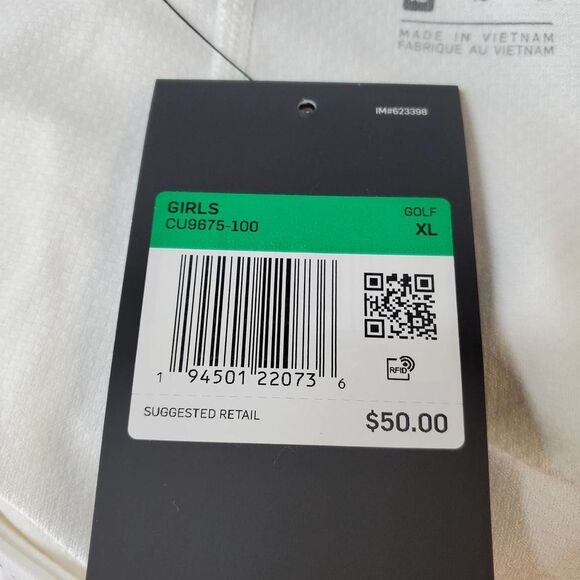 MADE IN VIETNAM
FABRIQUE AU VIETNAM
IM#623398
GIRLS GOLF
CU9675-100 XL
1 94501 22073 6
RFID
SUGGESTED RETAIL $50.00